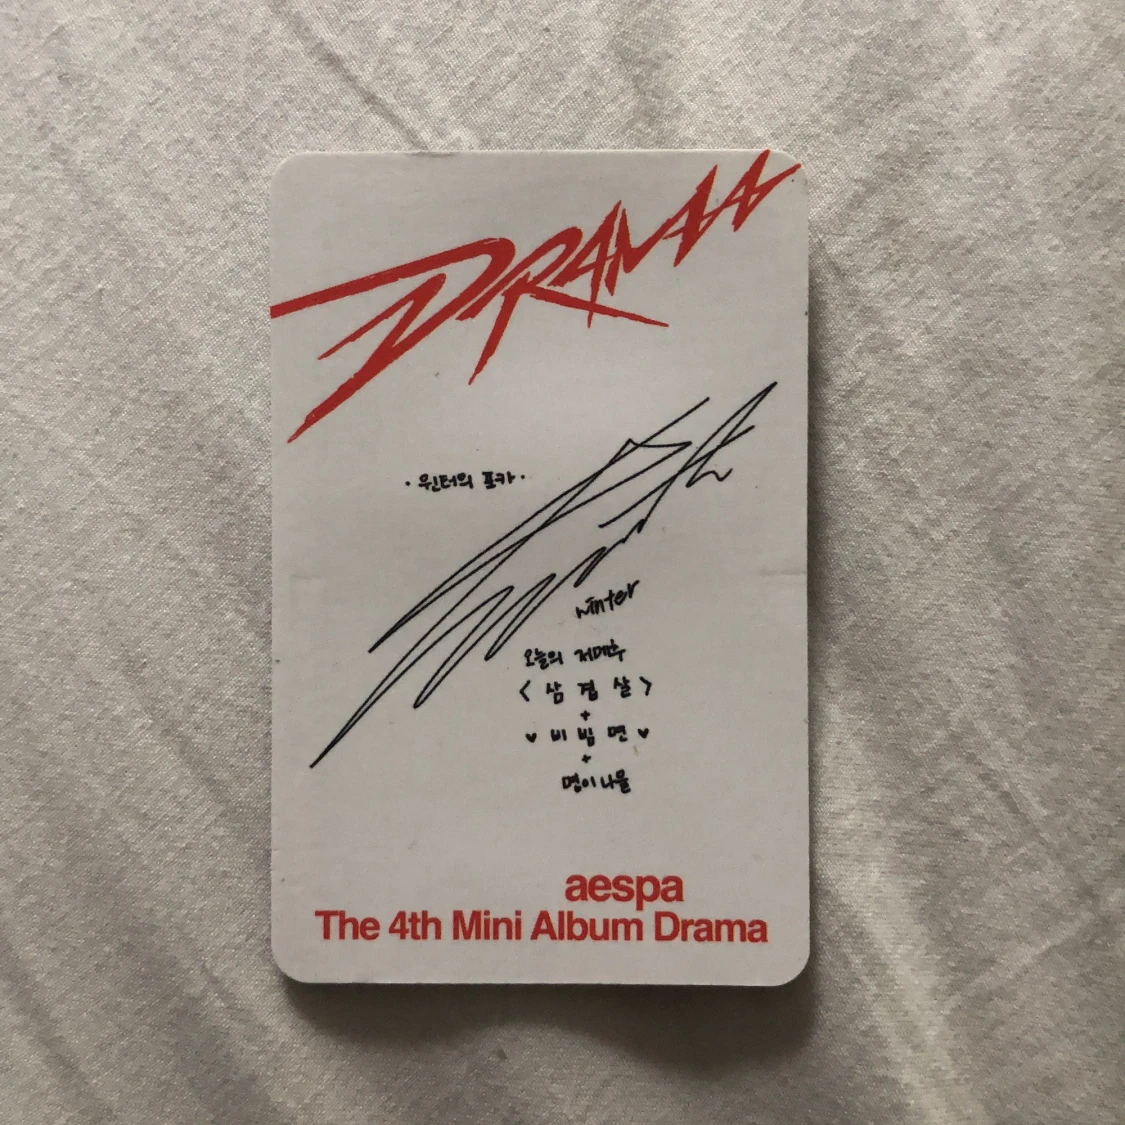 DRAMA
· 윈터의 포카 ·
winter
오늘의 저메추
< 삼 겹 살 >
+
♥ 비 빔 면 ♥
+
명이나물
aespa
The 4th Mini Album Drama